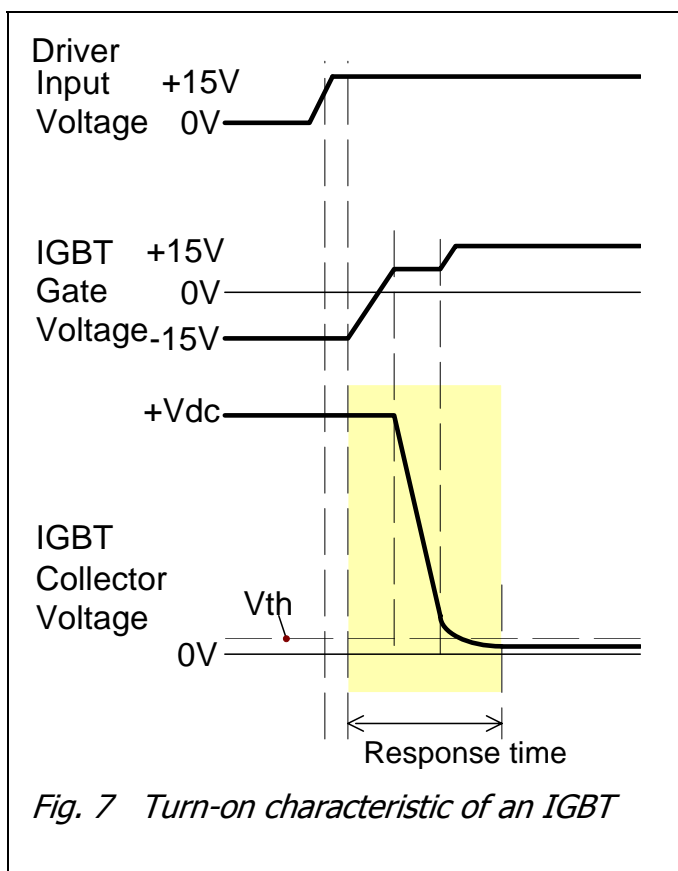 Driver
Input +15V
Voltage 0V
IGBT +15V
Gate 0V
Voltage -15V
+Vdc
IGBT
Collector
Voltage
Vth
0V
Response time
Fig. 7 Turn-on characteristic of an IGBT